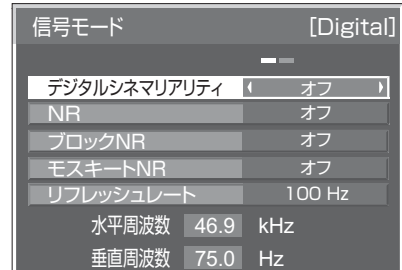 信号モード [Digital]
デジタルシネマリアリティ オフ
NR オフ
ブロックNR オフ
モスキートNR オフ
リフレッシュレート 100 Hz
水平周波数 46.9 kHz
垂直周波数 75.0 Hz